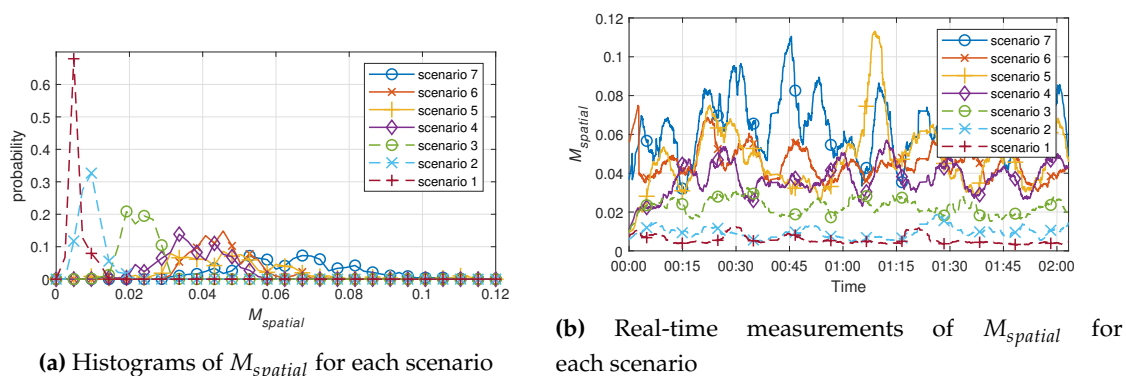 probability
0.6
0.5
0.4
0.3
0.2
0.1
0
0
0.02
0.04
0.06
0.08
0.1
0.12
M_spatial
scenario 7
scenario 6
scenario 5
scenario 4
scenario 3
scenario 2
scenario 1
(a) Histograms of M_spatial for each scenario
M_spatial
0.12
0.1
0.08
0.06
0.04
0.02
0
00:00
00:15
00:30
00:45
01:00
01:15
01:30
01:45
02:00
Time
scenario 7
scenario 6
scenario 5
scenario 4
scenario 3
scenario 2
scenario 1
(b) Real-time measurements of M_spatial for
each scenario